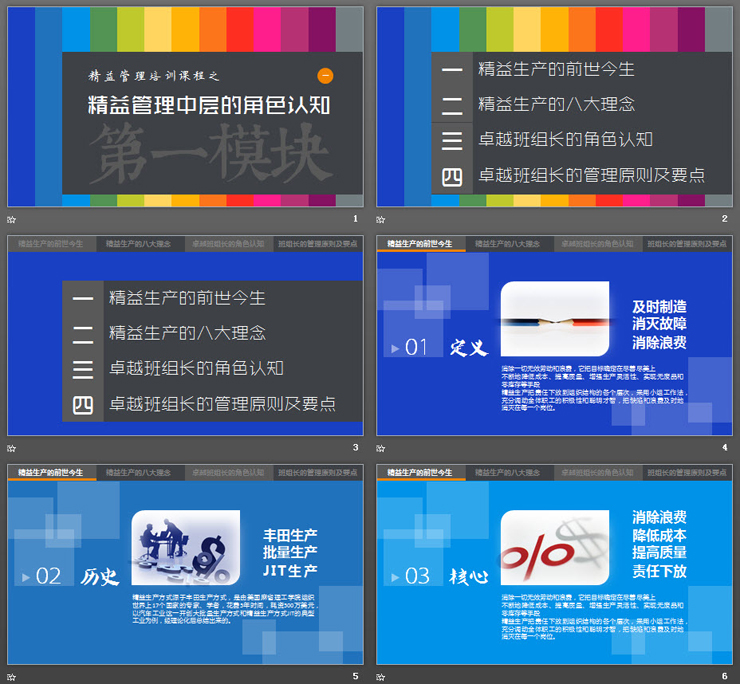 精益管理培训课程之
一
精益管理中层的角色认知
第一模块
1
一 精益生产的前世今生
二 精益生产的八大理念
三 卓越班组长的角色认知
四 卓越班组长的管理原则及要点
2
精益生产的前世今生 精益生产的八大理念 卓越班组长的角色认知 班组长的管理原则及要点
一 精益生产的前世今生
二 精益生产的八大理念
三 卓越班组长的角色认知
四 卓越班组长的管理原则及要点
3
精益生产的前世今生 精益生产的八大理念 卓越班组长的角色认知 班组长的管理原则及要点
及时制造
消灭故障
消除浪费
01 定义
消除一切无效劳动和浪费，它把目标确定在尽善尽美上
不断地降低成本、提高质量、增强生产灵活性、实现无废品和
零库存等手段
精益生产把责任下放到组织结构的各个层次，采用小组工作法，
充分调动全体职工的积极性和聪明才智，把缺陷和浪费及时地
消灭在每一个岗位。
4
精益生产的前世今生 精益生产的八大理念 卓越班组长的角色认知 班组长的管理原则及要点
丰田生产
批量生产
JIT生产
02 历史
精益生产方式源于丰田生产方式，是由美国麻省理工学院组织
世界上17个国家的专家、学者，花费5年时间，耗资500万美元，
以汽车工业这一开创大批量生产方式和精益生产方式JIT的典型
工业为例，经理论化后总结出来的。
5
精益生产的前世今生 精益生产的八大理念 卓越班组长的角色认知 班组长的管理原则及要点
消除浪费
降低成本
提高质量
责任下放
03 核心
消除一切无效劳动和浪费，它把目标确定在尽善尽美上
不断地降低成本、提高质量、增强生产灵活性、实现无废品和
零库存等手段
精益生产把责任下放到组织结构的各个层次，采用小组工作法，
充分调动全体职工的积极性和聪明才智，把缺陷和浪费及时地
消灭在每一个岗位。
6